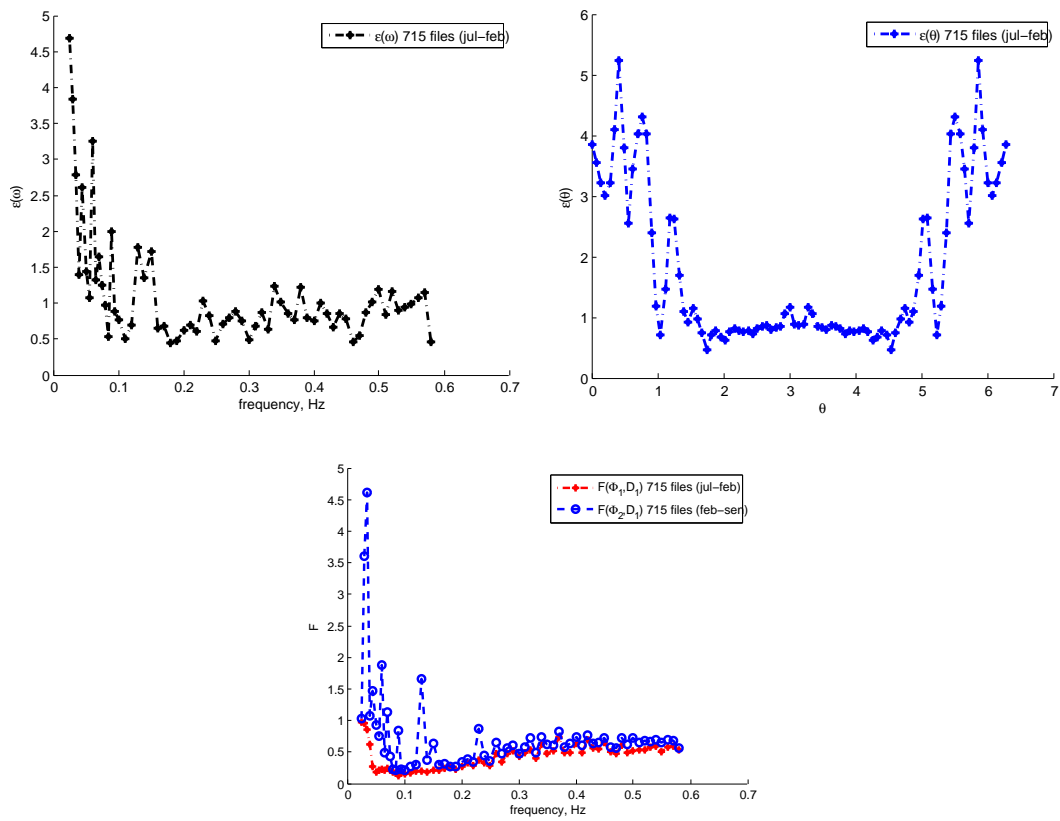 5
4.5
4
3.5
3
2.5
2
1.5
1
0.5
0
ε(ω)
ε(ω) 715 files (jul−feb)
0 0.1 0.2 0.3 0.4 0.5 0.6 0.7
frequency, Hz
6
5
4
3
2
1
0
ε(θ)
ε(θ) 715 files (jul−feb)
0 1 2 3 4 5 6 7
θ
5
4.5
4
3.5
3
2.5
2
1.5
1
0.5
0
F
F(Φ1,D1) 715 files (jul−feb)
F(Φ2,D1) 715 files (feb−sen)
0 0.1 0.2 0.3 0.4 0.5 0.6 0.7
frequency, Hz